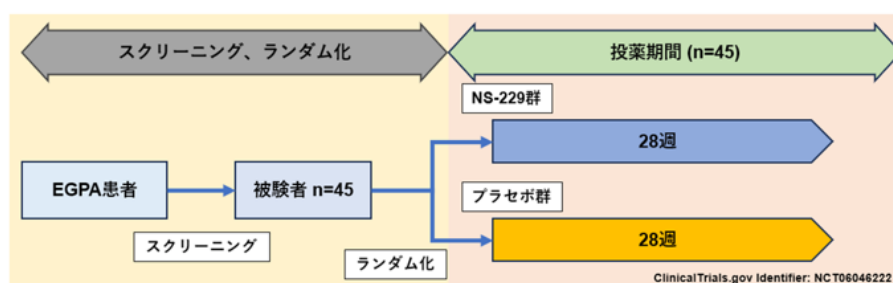 スクリーニング、ランダム化
投薬期間 (n=45)
NS-229群
28週
EGPA患者
被験者 n=45
プラセボ群
スクリーニング
28週
ランダム化
ClinicalTrials.gov Identifier: NCT06046222